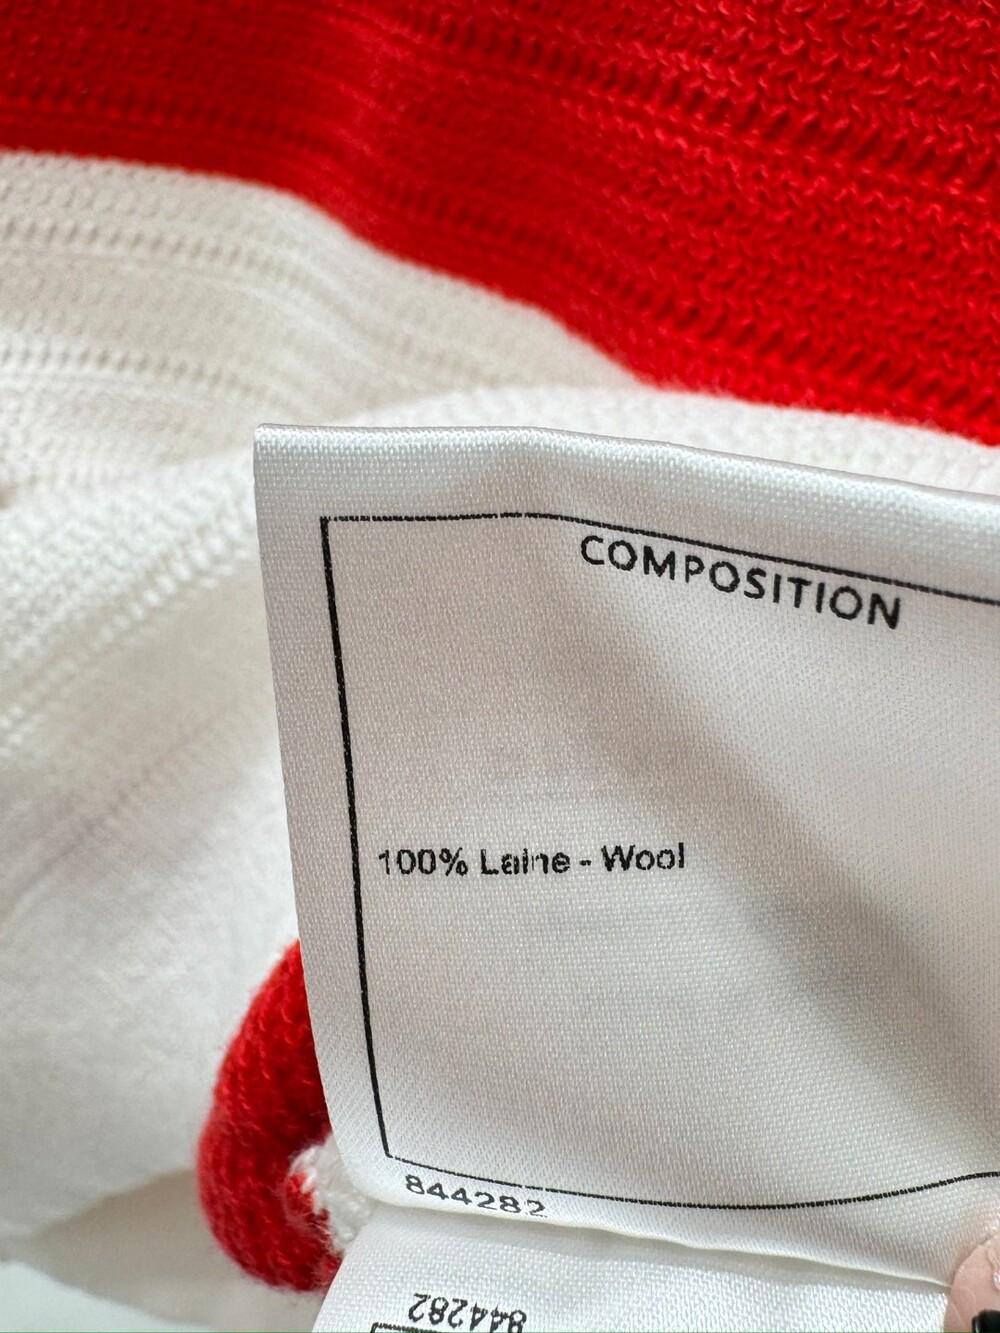 COMPOSITION
100% Laine - Wool
844282
844282